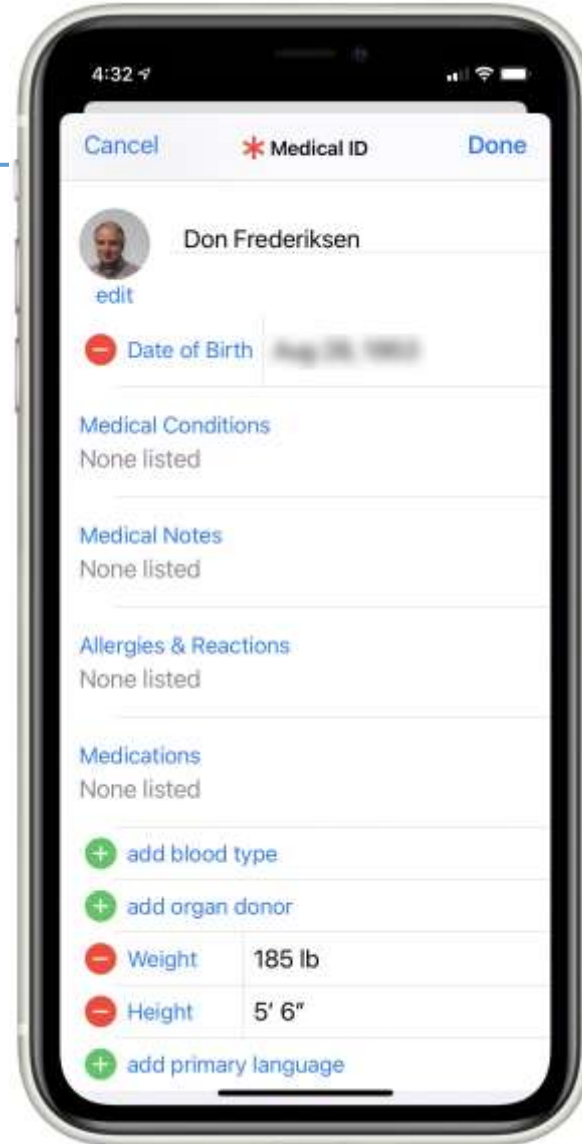 4:32
Cancel Medical ID Done
Don Frederiksen
edit
Date of Birth
Medical Conditions
None listed
Medical Notes
None listed
Allergies & Reactions
None listed
Medications
None listed
add blood type
add organ donor
Weight 185 lb
Height 5' 6"
add primary language